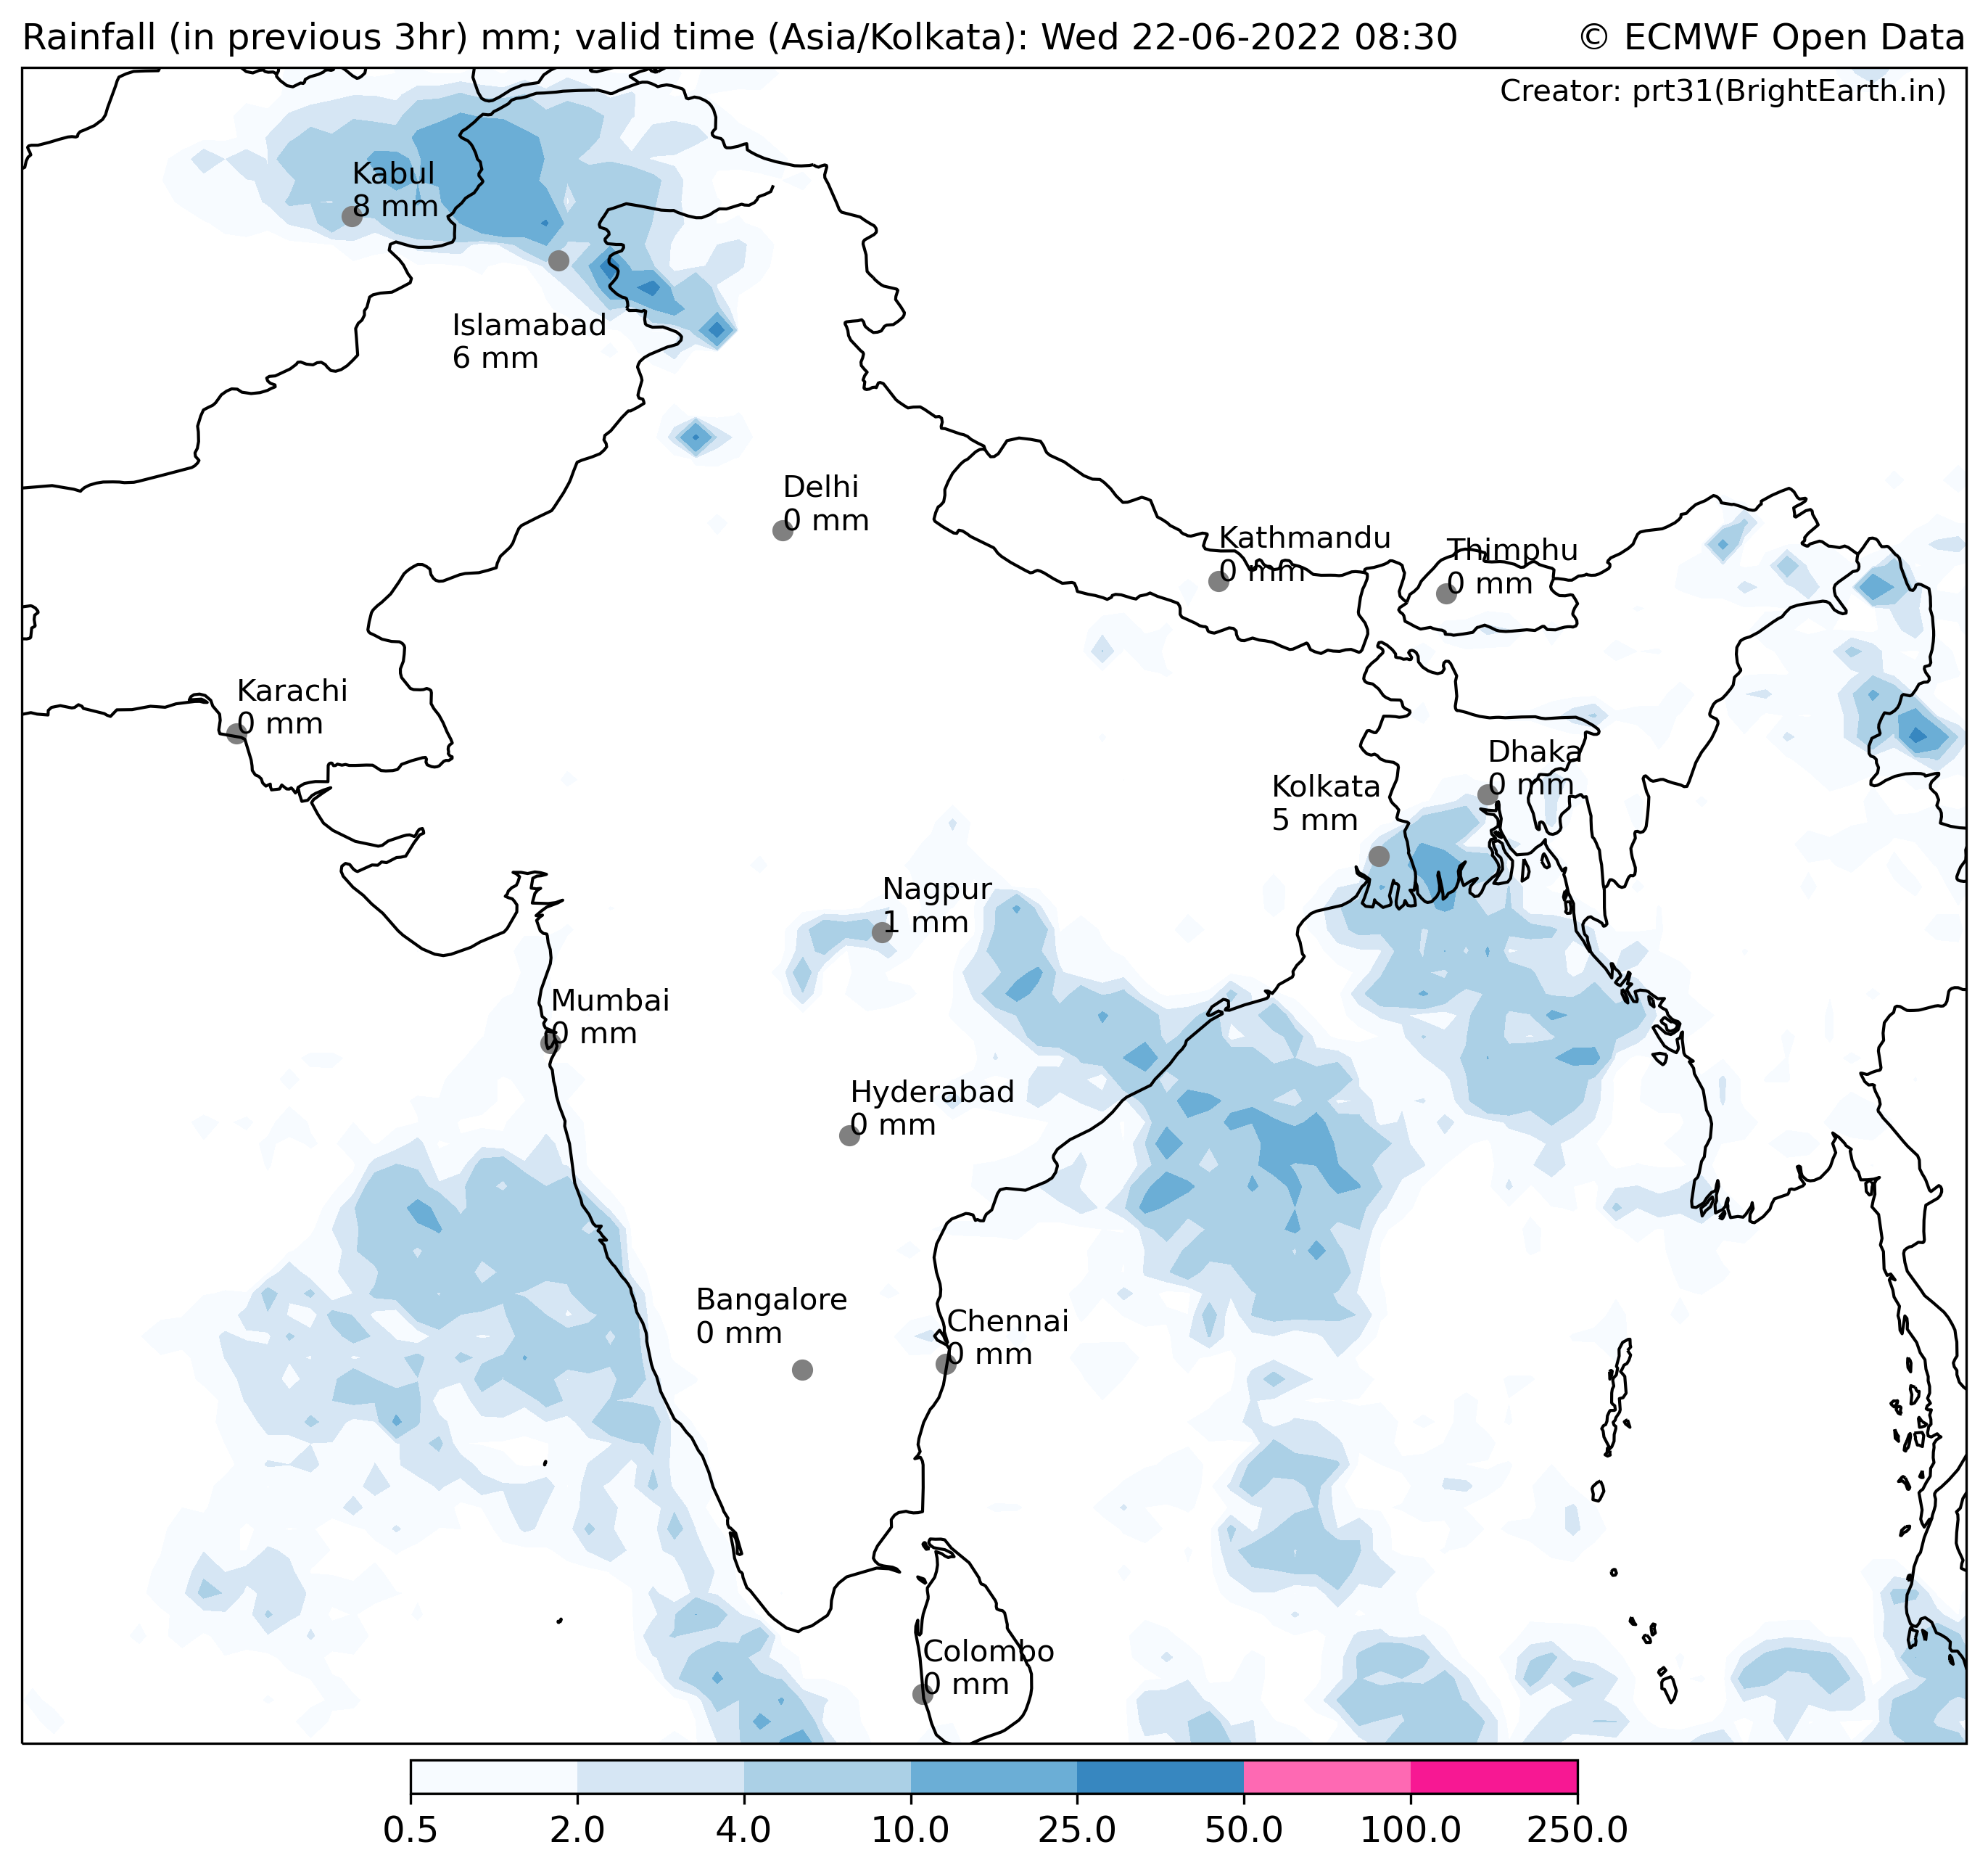 Rainfall (in previous 3hr) mm; valid time (Asia/Kolkata): Wed 22-06-2022 08:30
© ECMWF Open Data
Creator: prt31(BrightEarth.in)
Kabul
8 mm
Islamabad
6 mm
Delhi
0 mm
Kathmandu
0 mm
Thimphu
0 mm
Karachi
0 mm
Dhaka
0 mm
Kolkata
5 mm
Nagpur
1 mm
Mumbai
0 mm
Hyderabad
0 mm
Bangalore
0 mm
Chennai
0 mm
Colombo
0 mm
0.5 2.0 4.0 10.0 25.0 50.0 100.0 250.0